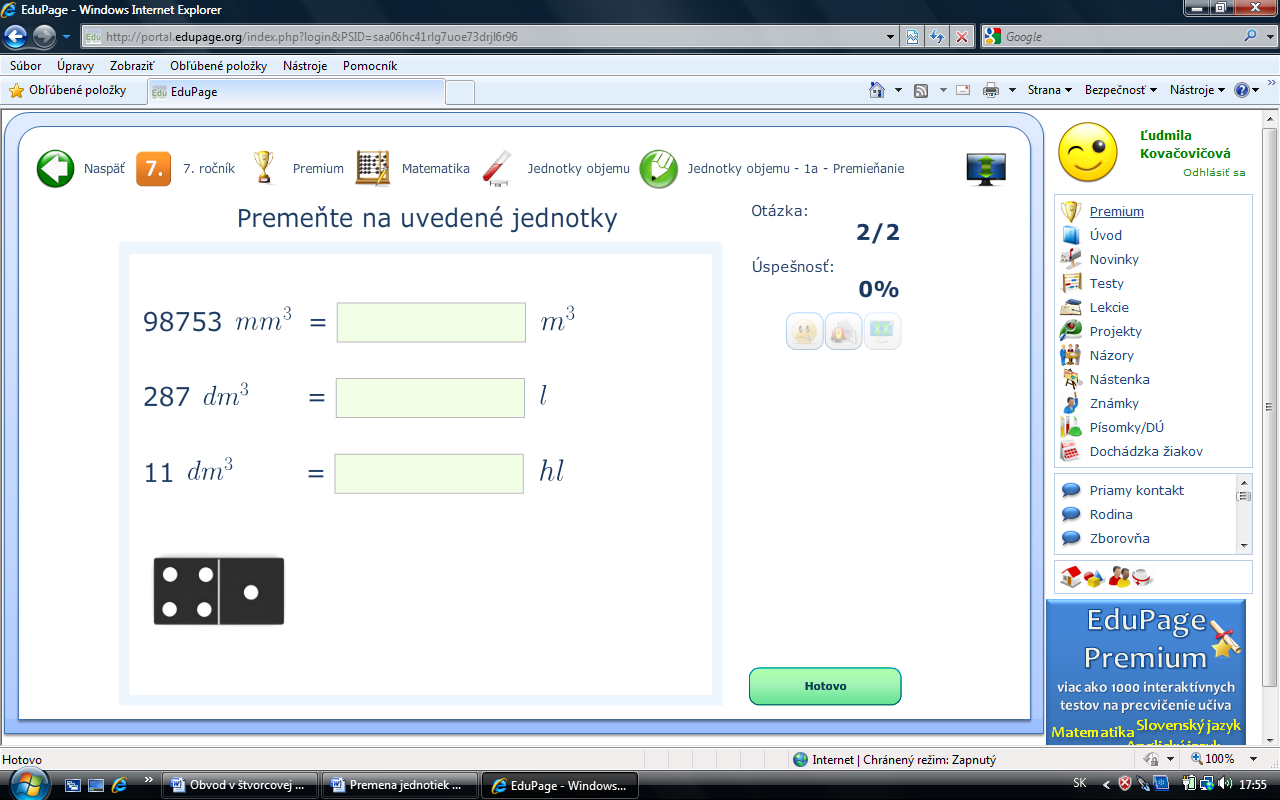 EduPage - Windows Internet Explorer
http://portal.edupage.org/index.php?login&PSID=saa06hc41rlg7uoe73drjl6r96
Google
Súbor Úpravy Zobraziť Obľúbené položky Nástroje Pomocník
Obľúbené položky
EduPage
Strana Bezpečnosť Nástroje
Naspäť
7.
7. ročník
Premium
Matematika
Jednotky objemu
Jednotky objemu - 1a - Premieňanie
Premeňte na uvedené jednotky
98753 mm³ = m³
287 dm³ = l
11 dm³ = hl
Otázka:
2/2
Úspešnosť:
0%
Hotovo
Ľudmila
Kovačovičová
Odhlásiť sa
Premium
Úvod
Novinky
Testy
Lekcie
Projekty
Názory
Nástenka
Známky
Písomky/DÚ
Dochádzka žiakov
Priamy kontakt
Rodina
Zborovňa
EduPage
Premium
viac ako 1000 interaktívnych
testov na precvičenie učiva
Matematika Slovenský jazyk
Anglický jazyk
Hotovo
Internet | Chránený režim: Zapnutý
100%
Obvod v štvorcovej ...
Premena jednotiek ...
EduPage - Windows...
SK
17:55